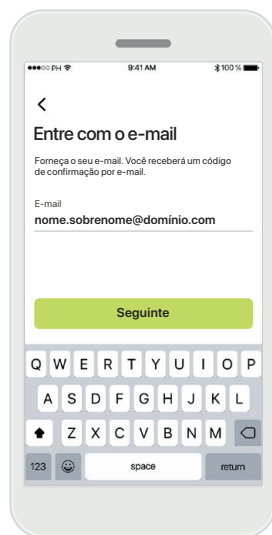 PH 9:41 AM 100%
Entre com o e-mail
Forneça o seu e-mail. Você receberá um código
de confirmação por e-mail.
E-mail
nome.sobrenome@domínio.com
Seguinte
Q W E R T Y U I O P
A S D F G H J K L
Z X C V B N M
123 space return